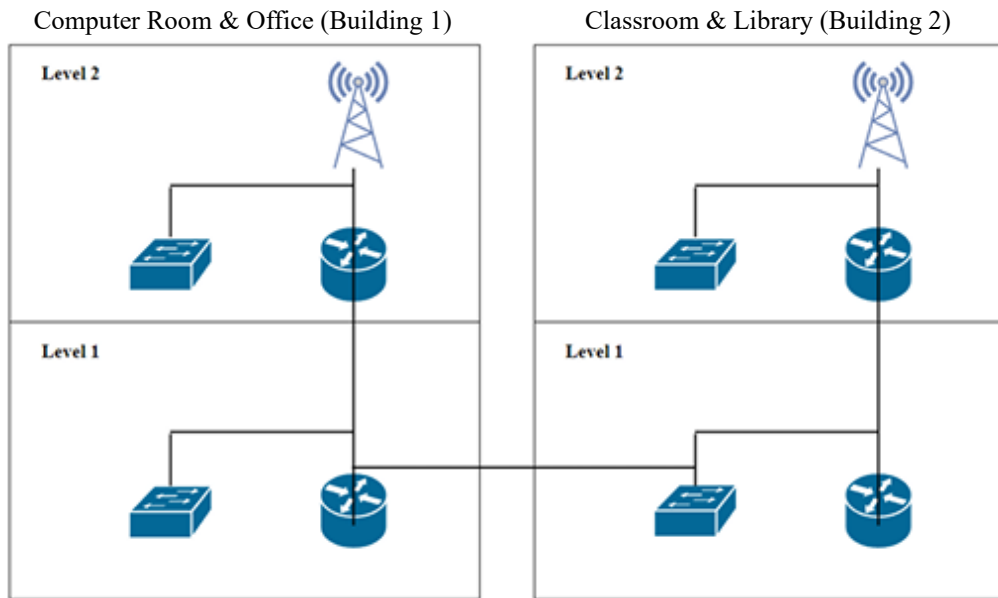 Computer Room & Office (Building 1)
Classroom & Library (Building 2)
Level 2
Level 2
Level 1
Level 1